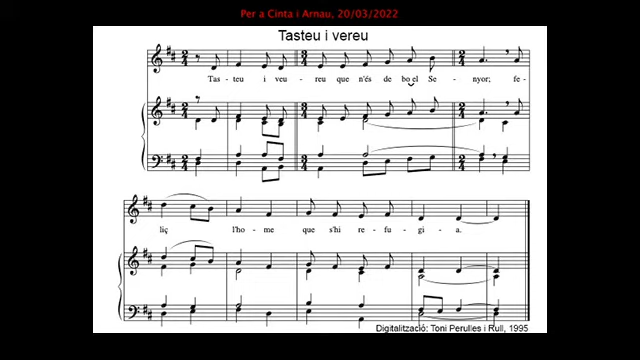 Per a Cinta i Arnau, 20/03/2022
Tasteu i vereu
Tas- teu i veu- reu que n'és de bo el Se- nyor; fe-
liç l'ho- me que s'hi re- fu- gi- a.
Digitalització: Toni Perulles i Rull, 1995